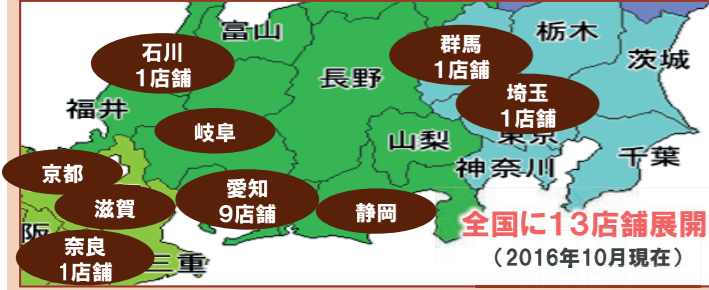 富山
栃木
石川
1店舗
群馬
1店舗
茨城
長野
埼玉
1店舗
福井
岐阜
山梨
東京
千葉
神奈川
京都
滋賀
愛知
9店舗
静岡
全国に13店舗展開
(2016年10月現在)
阪
奈良
1店舗
三重